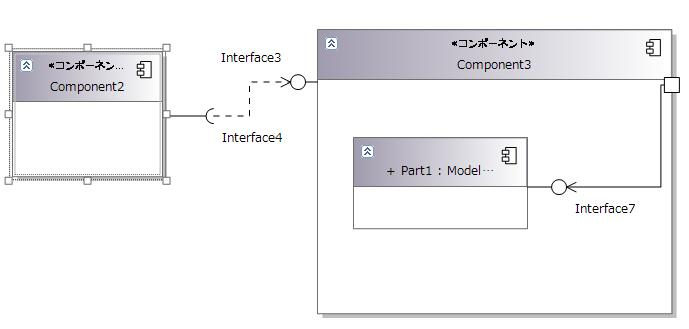 «コンポーネン…
Component2
Interface3
Interface4
«コンポーネント»
Component3
+ Part1 : Model…
Interface7